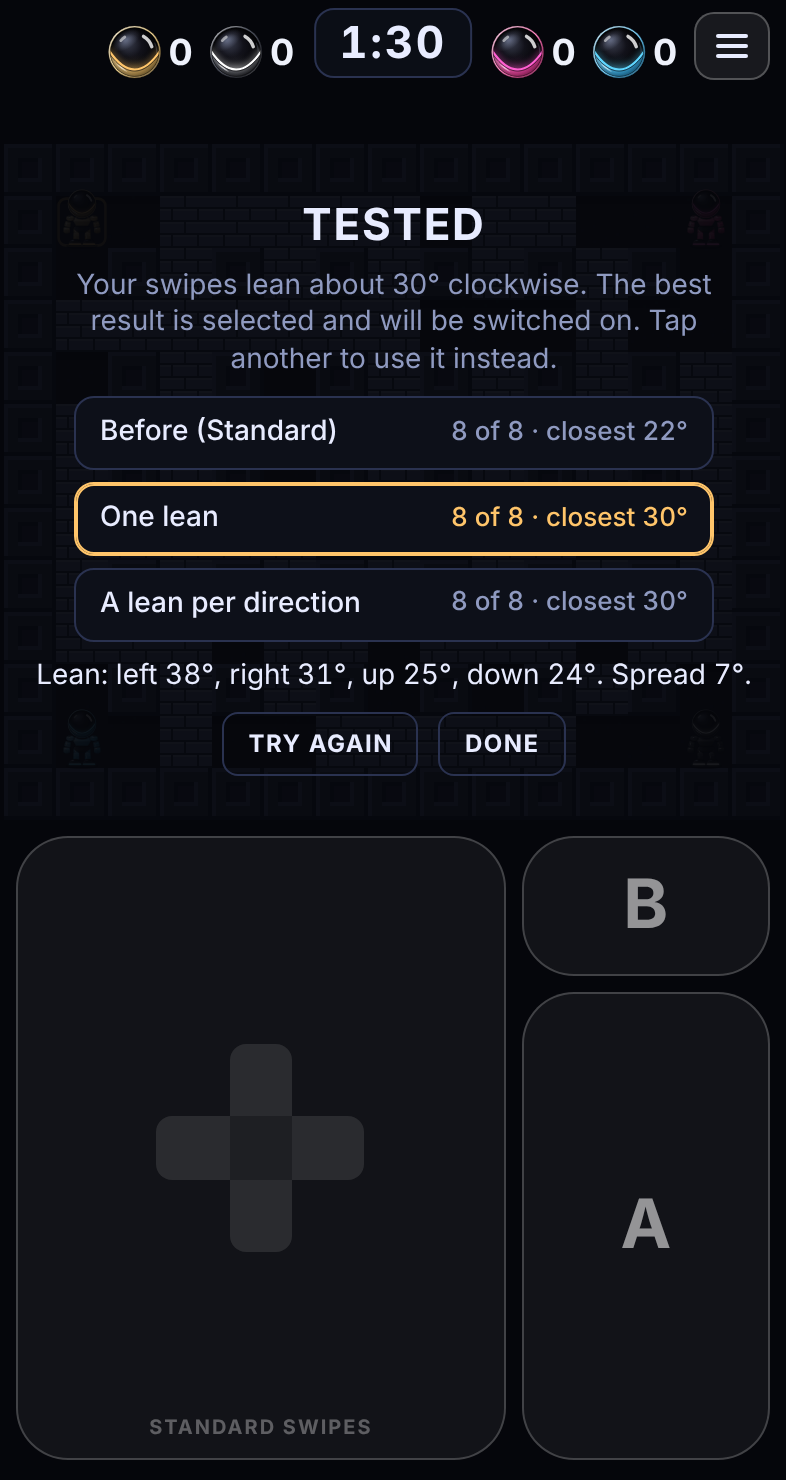 0 0 1:30 0 0
TESTED
Your swipes lean about 30° clockwise. The best
result is selected and will be switched on. Tap
another to use it instead.
Before (Standard) 8 of 8 · closest 22°
One lean 8 of 8 · closest 30°
A lean per direction 8 of 8 · closest 30°
Lean: left 38°, right 31°, up 25°, down 24°. Spread 7°.
TRY AGAIN DONE
B
A
STANDARD SWIPES